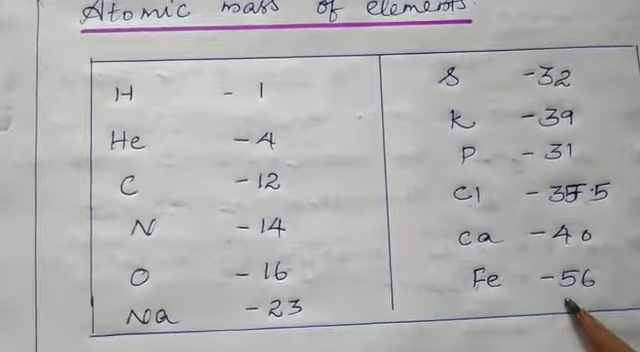 Atomic mass of elements.
H - 1
He - 4
C - 12
N - 14
O - 16
Na - 23
S - 32
K - 39
P - 31
Cl - 35.5
Ca - 40
Fe - 56